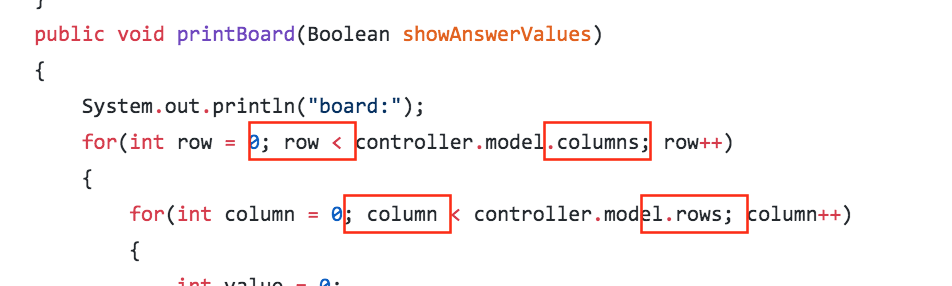 }
public void printBoard(Boolean showAnswerValues)
{
System.out.println("board:");
for(int row = 0; row < controller.model.columns; row++)
{
for(int column = 0; column < controller.model.rows; column++)
{
int value = 0;